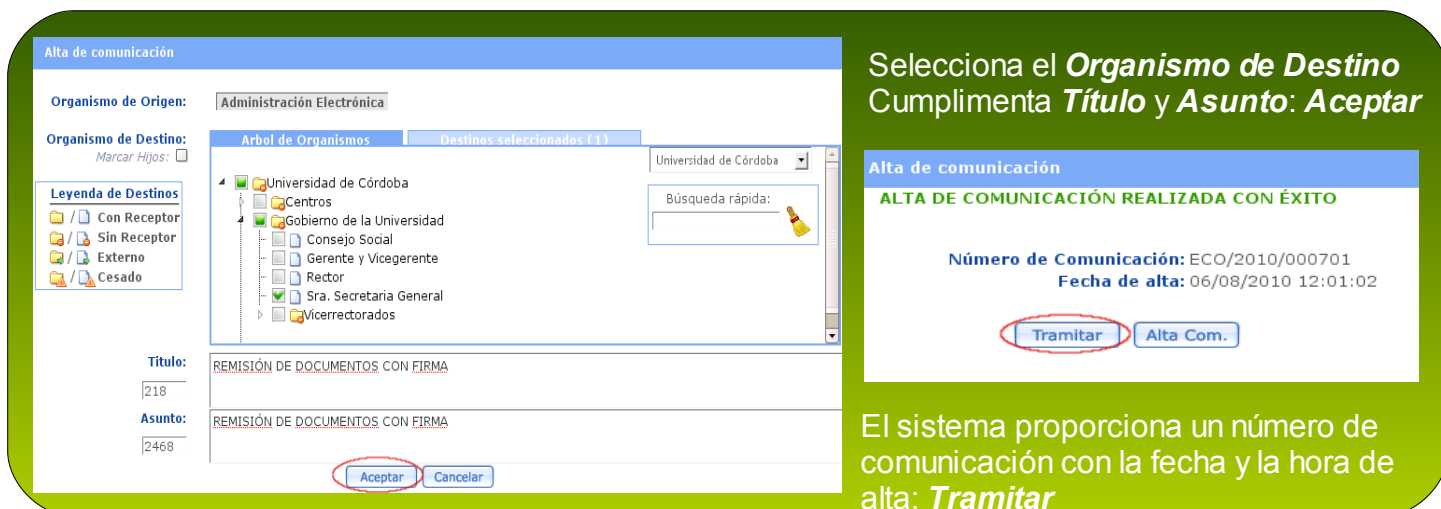 Alta de comunicación
Organismo de Origen: Administración Electrónica
Organismo de Destino:
Marcar Hijos:
Arbol de Organismos Destinos seleccionados (1)
Universidad de Córdoba
Búsqueda rápida:
Universidad de Córdoba
Centros
Gobierno de la Universidad
Consejo Social
Gerente y Vicegerente
Rector
Sra. Secretaria General
Vicerrectorados
Leyenda de Destinos
/ Con Receptor
/ Sin Receptor
/ Externo
/ Cesado
Titulo:
218
REMISIÓN DE DOCUMENTOS CON FIRMA
Asunto:
2468
REMISIÓN DE DOCUMENTOS CON FIRMA
Aceptar Cancelar
Selecciona el Organismo de Destino
Cumplimenta Título y Asunto: Aceptar
Alta de comunicación
ALTA DE COMUNICACIÓN REALIZADA CON ÉXITO
Número de Comunicación: ECO/2010/000701
Fecha de alta: 06/08/2010 12:01:02
Tramitar Alta Com.
El sistema proporciona un número de
comunicación con la fecha y la hora de
alta: Tramitar